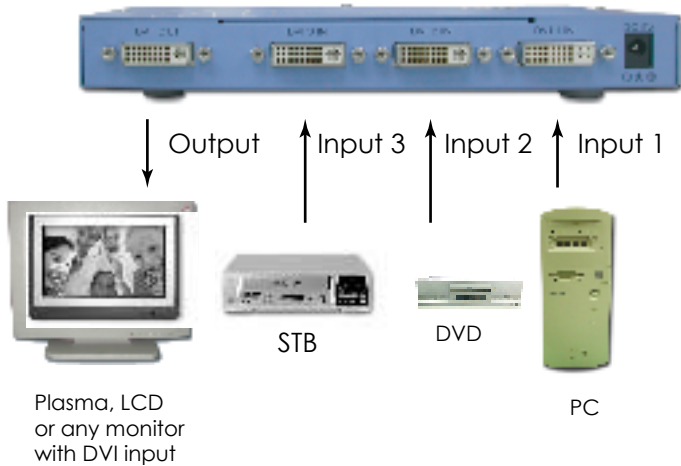 Output
Input 3
Input 2
Input 1
STB
DVD
PC
Plasma, LCD
or any monitor
with DVI input